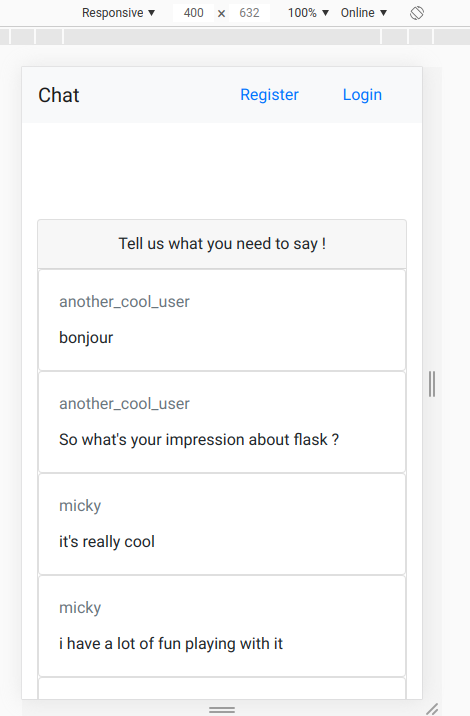 Responsive ▼ 400 × 632 100% ▼ Online ▼
Chat Register Login
Tell us what you need to say !
another_cool_user
bonjour
another_cool_user
So what's your impression about flask ?
micky
it's really cool
micky
i have a lot of fun playing with it